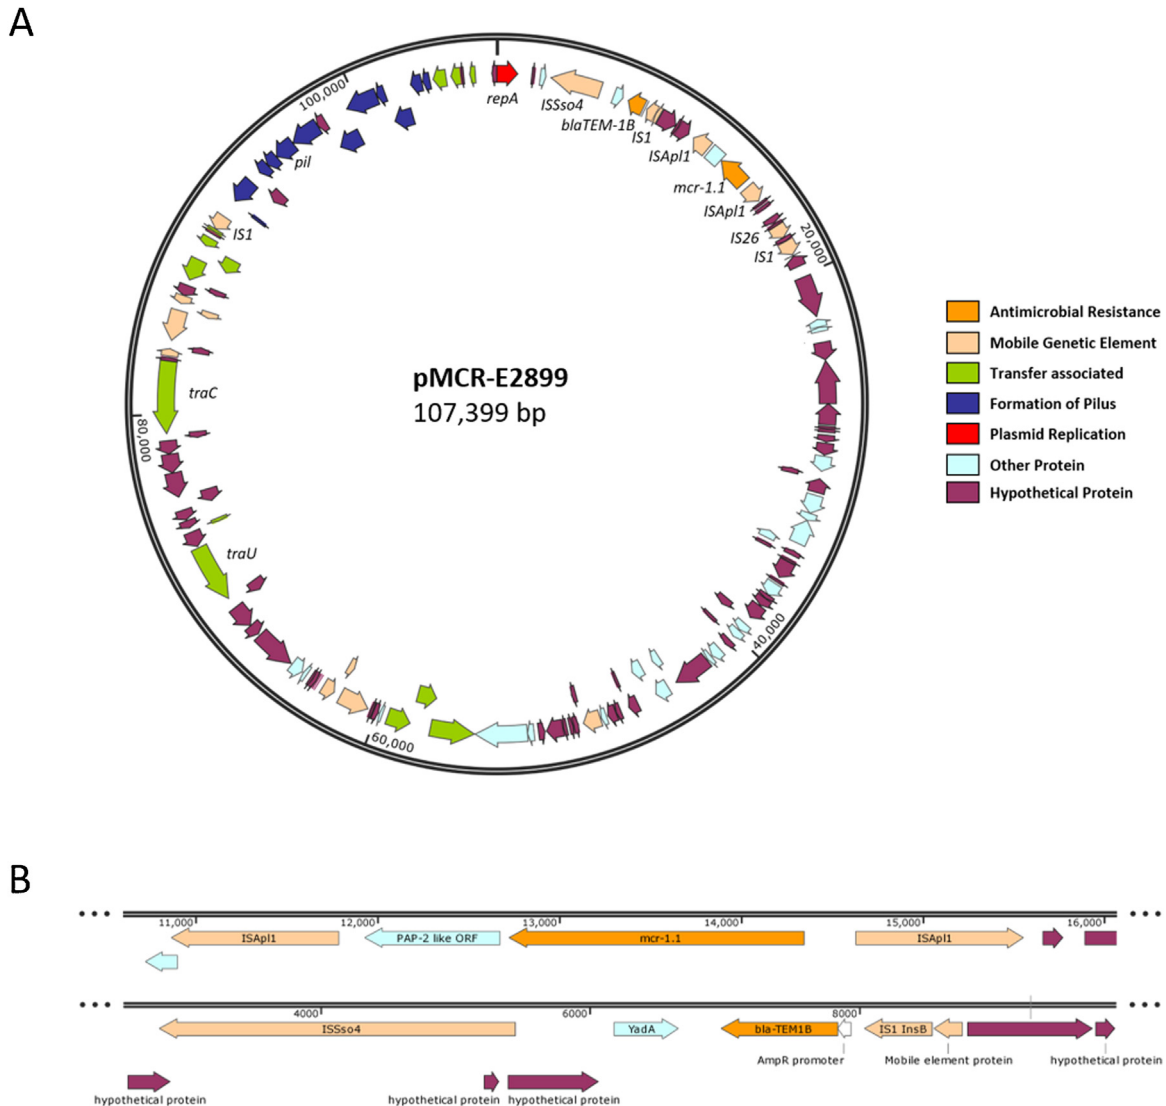 A
100,000
repA
ISSso4
blaTEM-1B
IS1
ISApl1
mcr-1.1
ISApl1
IS26
IS1
20,000
pil
IS1
traC
80,000
traU
60,000
40,000
pMCR-E2899
107,399 bp
Antimicrobial Resistance
Mobile Genetic Element
Transfer associated
Formation of Pilus
Plasmid Replication
Other Protein
Hypothetical Protein
B
11,000 12,000 13,000 14,000 15,000 16,000
ISApl1 PAP-2 like ORF mcr-1.1 ISApl1
4000 6000 8000
ISSso4 YadA bla-TEM1B IS1 InsB
AmpR promoter Mobile element protein hypothetical protein
hypothetical protein hypothetical protein hypothetical protein